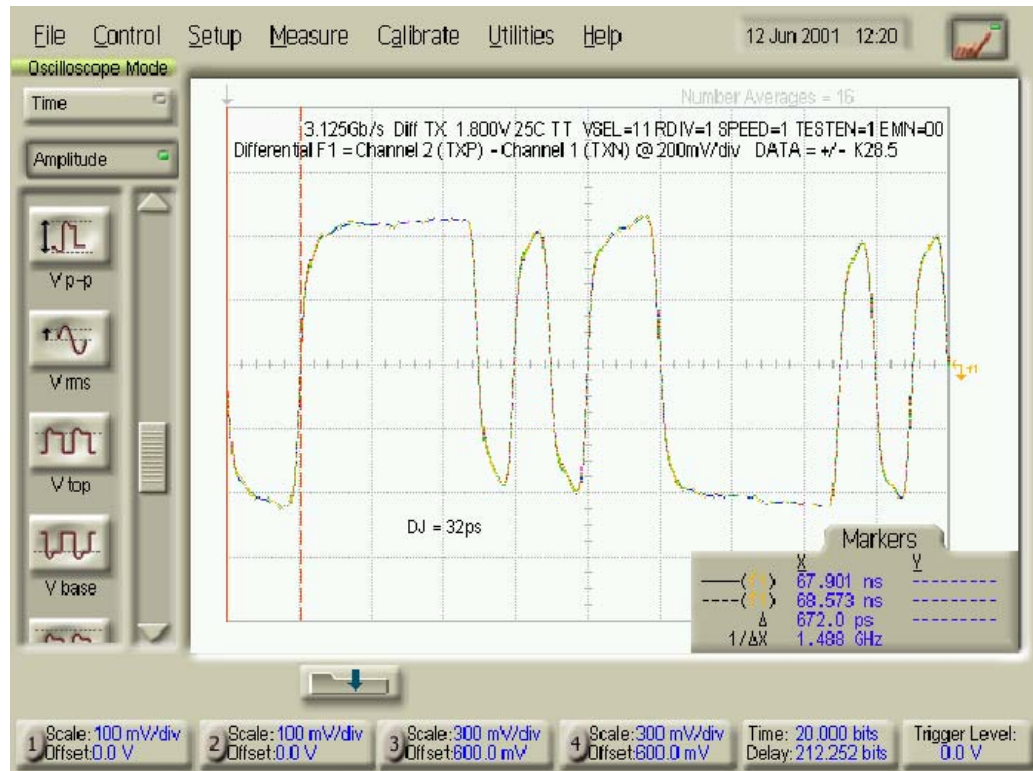 File Control Setup Measure Calibrate Utilities Help 12 Jun 2001 12:20
Oscilloscope Mode
Time
Amplitude
V p-p
V rms
V top
V base
Number Averages = 16
3.125Gb/s Diff TX 1.800V 25C TT VSEL=11 RDIV=1 SPEED=1 TESTEN=1 EMN=00
Differential F1 = Channel 2 (TXP) - Channel 1 (TXN) @ 200mV/div DATA = +/- K28.5
f1
DJ = 32ps
Markers
X Y
—(f1) 67.901 ns ---------
----(f1) 68.573 ns ---------
Δ 672.0 ps ---------
1/ΔX 1.488 GHz
1 Scale: 100 mV/div
Offset: 0.0 V
2 Scale: 100 mV/div
Offset: 0.0 V
3 Scale: 300 mV/div
Offset: 600.0 mV
4 Scale: 300 mV/div
Offset: 600.0 mV
Time: 20.000 bits
Delay: 212.252 bits
Trigger Level:
0.0 V